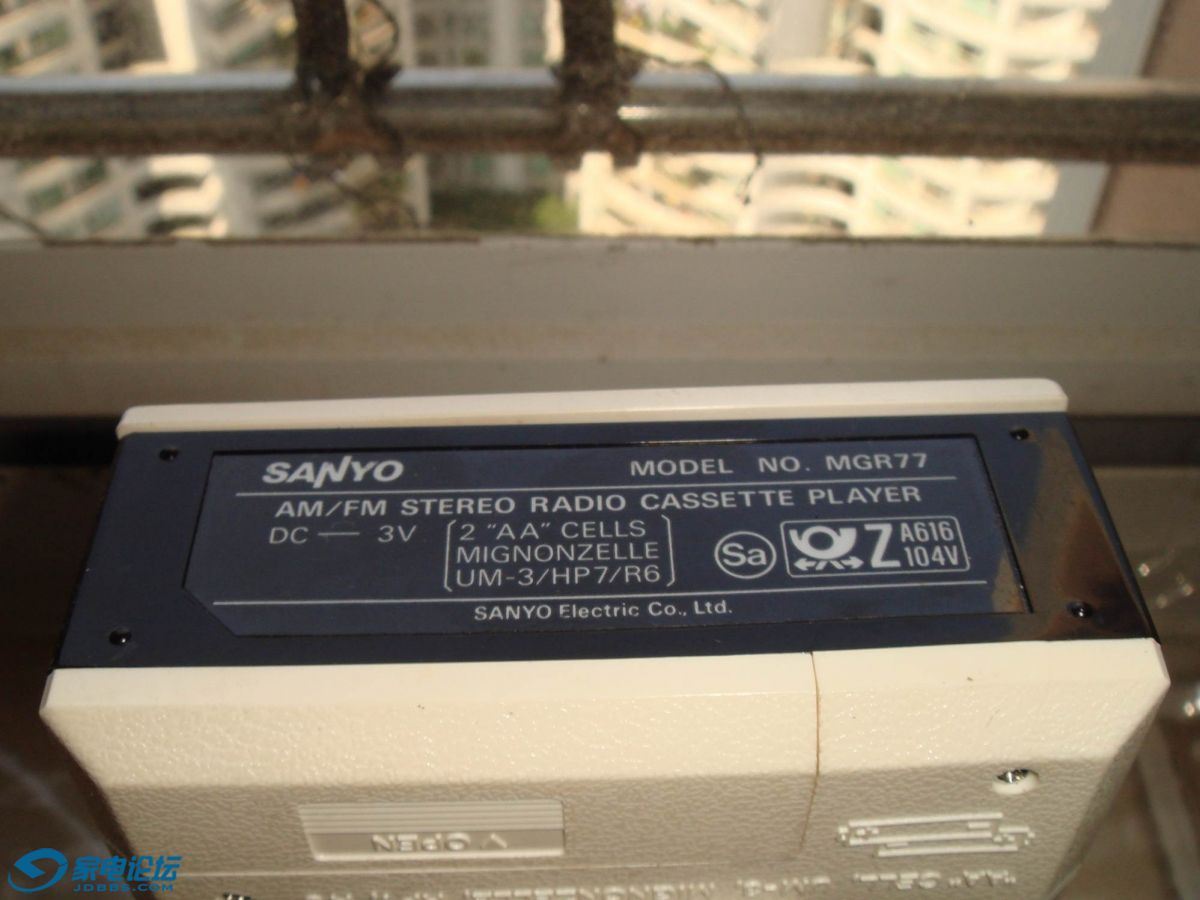 SANYO MODEL NO. MGR77
AM/FM STEREO RADIO CASSETTE PLAYER
DC 3V
2 "AA" CELLS
MIGNONZELLE
UM-3/HP7/R6
Sa
Z A616
104V
SANYO Electric Co., Ltd.
OPEN
家电论坛
JDBBS.COM